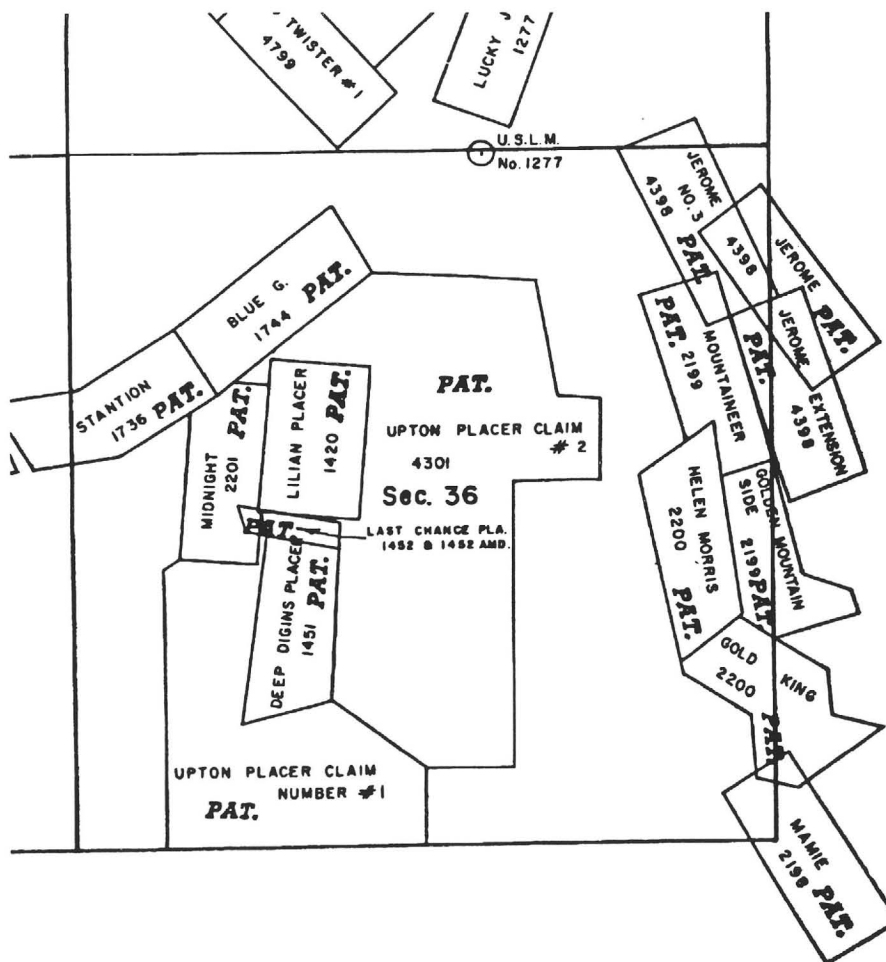 TWISTER #1
4799
LUCKY
1277
U.S.L.M.
No. 1277
JEROME
NO. 3
4398
PAT.
JEROME
4398
PAT.
BLUE G.
1744 PAT.
STANTION
1736 PAT.
MIDNIGHT
2201 PAT.
LILIAN PLACER
1420 PAT.
PAT.
UPTON PLACER CLAIM
# 2
4301
Sec. 36
PAT.
LAST CHANCE PLA.
1452 & 1452 AMD.
DEEP DIGINS PLACER
1451 PAT.
MOUNTAINEER
PAT. 2199
JEROME EXTENSION
4398
PAT.
HELEN MORRIS
2200 PAT.
GOLDEN MOUNTAIN
SIDE 2199 PAT.
GOLD KING
2200
PAT.
UPTON PLACER CLAIM
NUMBER #1
PAT.
MAMIE
2198 PAT.